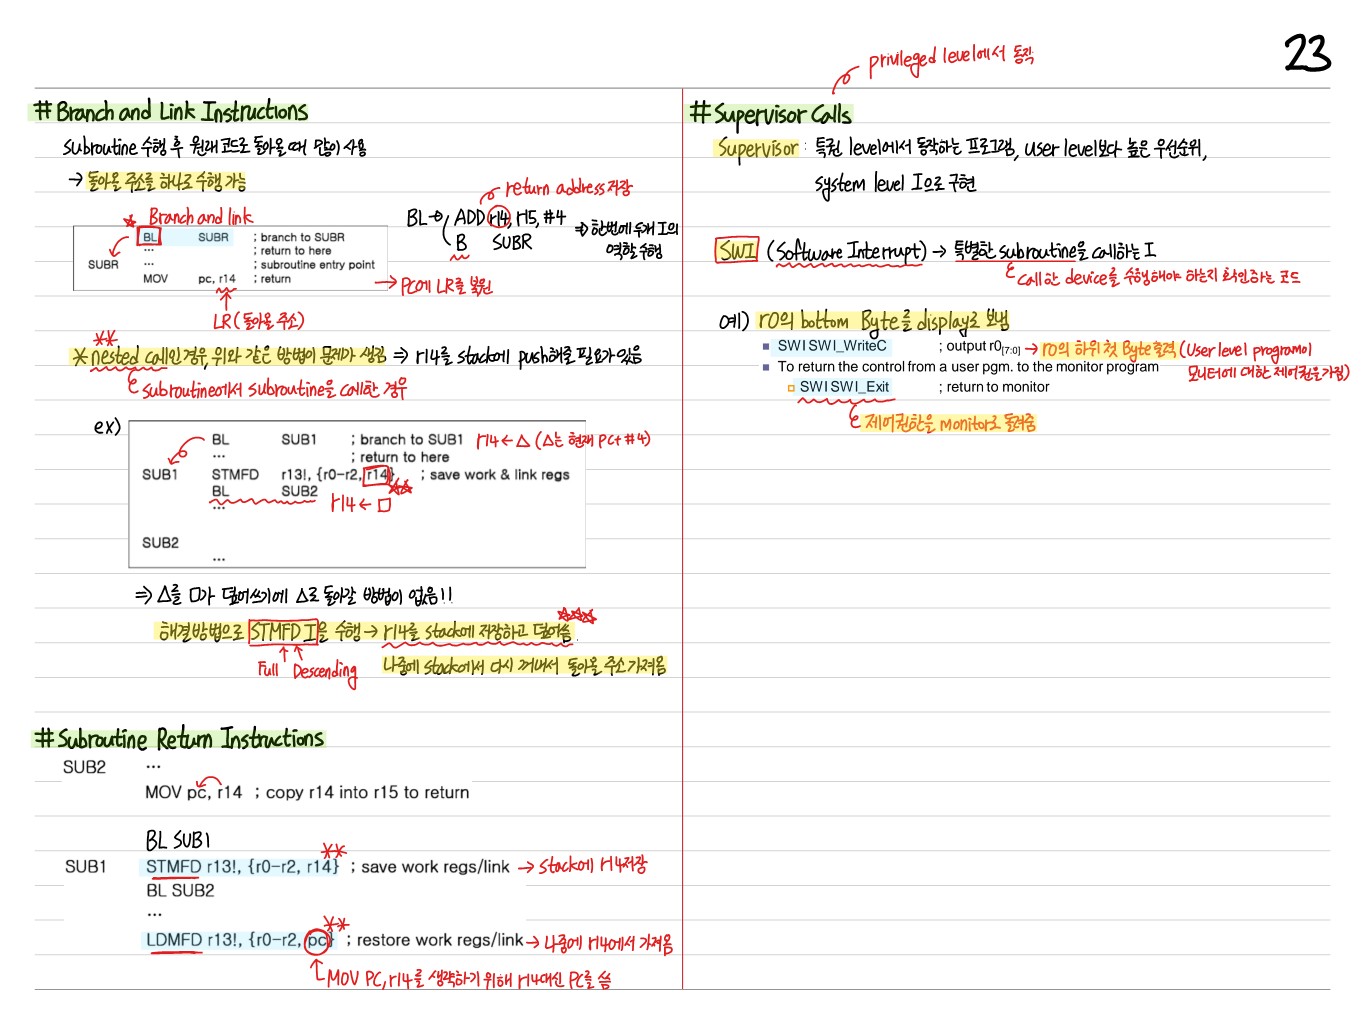 23
# Branch and Link Instructions
Subroutine 수행 후 원래 코드로 돌아올 때 많이 사용
→ 돌아올 주소를 하나로 수행 가능
Branch and link
BL SUBR ; branch to SUBR
... ; return to here
SUBR ... ; subroutine entry point
MOV pc, r14 ; return
→ PC에 LR를 복원
LR (돌아올 주소)
return address 저장
BL → ADD r14, r15, #4
B SUBR
⇒ 한번에 두개 I의
역할 수행
** 
* nested call인 경우, 위와 같은 방법이 문제가 생김 ⇒ r14를 stack에 push해줄 필요가 있음
subroutine에서 subroutine을 call한 경우
ex)
BL SUB1 ; branch to SUB1 r14 ← △ (△는 현재 PC+#4)
... ; return to here
SUB1 STMFD r13!, {r0-r2, r14} ; save work & link regs
BL SUB2
... r14 ← □
SUB2
...
⇒ △를 □가 덮어쓰기에 △로 돌아갈 방법이 없음!!
해결방법으로 STMFD I을 수행 → r14를 stack에 저장하고 덮어씀.
Full Descending
나중에 stack에서 다시 꺼내서 돌아올 주소 가져옴
# Subroutine Return Instructions
SUB2 ...
MOV pc, r14 ; copy r14 into r15 to return
BL SUB1
SUB1 STMFD r13!, {r0-r2, r14} ; save work regs/link → stack에 r14저장
BL SUB2
...
LDMFD r13!, {r0-r2, pc} ; restore work regs/link → 나중에 r14에서 가져옴
MOV PC, r14를 생략하기 위해 r14대신 PC를 씀
privileged level에서 동작
# Supervisor Calls
Supervisor : 특권 level에서 동작하는 프로그램, user level보다 높은 우선순위,
system level I으로 구현
SWI (Software Interrupt) → 특별한 subroutine을 call하는 I
call한 device를 수행해야 하는지 확인하는 코드
예) r0의 bottom Byte를 display로 보냄
SWI SWI_WriteC ; output r0[7:0] → r0의 하위 첫 Byte출력 (User level program이
모니터에 대한 제어권을 가짐)
To return the control from a user pgm. to the monitor program
SWI SWI_Exit ; return to monitor
제어권한을 monitor로 돌려줌